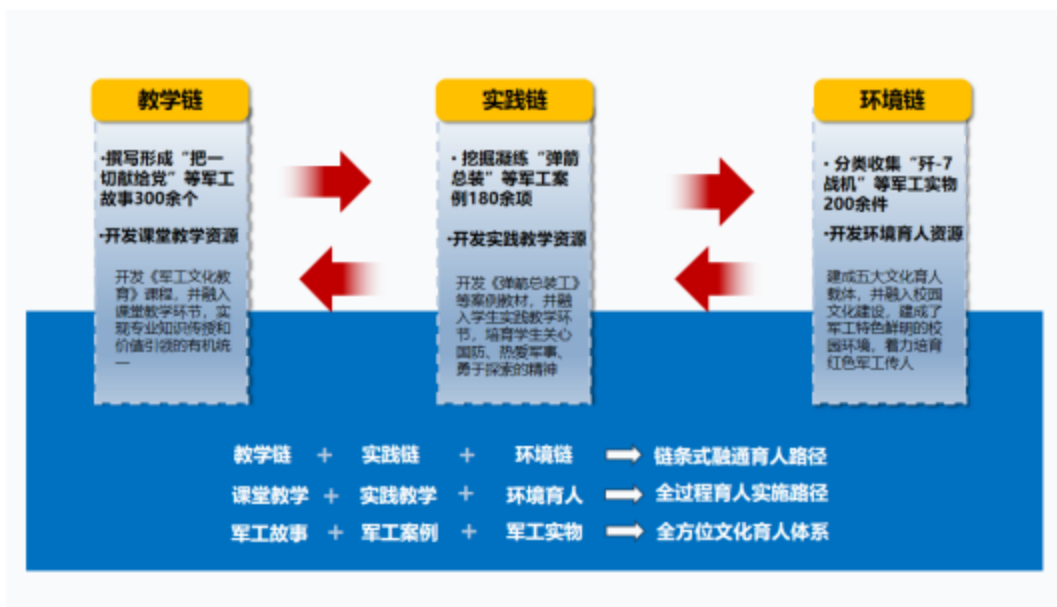 教学链
·撰写形成“把一
切献给党”等军工
故事300余个
·开发课堂教学资源
开发《军工文化教
育》课程，并融入
课堂教学环节，实
现专业知识传授和
价值引领的有机统
一
实践链
·挖掘凝练“弹箭
总装”等军工案
例180余项
·开发实践教学资源
开发《弹箭总装工》
等案例教材，并融
入学生实践教学环
节，培育学生关心
国防、热爱军事、
勇于探索的精神
环境链
·分类收集“歼-7
战机”等军工实物
200余件
·开发环境育人资源
建成五大文化育人
载体，并融入校园
文化建设，建成了
军工特色鲜明的校
园环境，着力培育
红色军工传人
教学链 + 实践链 + 环境链 链条式融通育人路径
课堂教学 + 实践教学 + 环境育人 全过程育人实施路径
军工故事 + 军工案例 + 军工实物 全方位文化育人体系